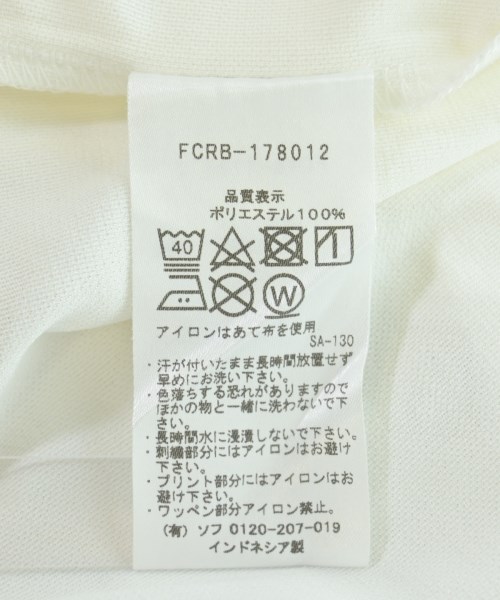 FCRB-178012
品質表示
ポリエステル100%
40
W
アイロンはあて布を使用
SA-130
・汗が付いたまま長時間放置せず
早めにお洗い下さい。
・色落ちする恐れがありますので
ほかの物と一緒に洗わないで下
さい。
・長時間水に浸漬しないで下さい。
・刺繍部分にはアイロンはお避け
下さい。
・プリント部分にはアイロンはお
避け下さい。
・ワッペン部分アイロン禁止。
(有) ソフ 0120-207-019
インドネシア製